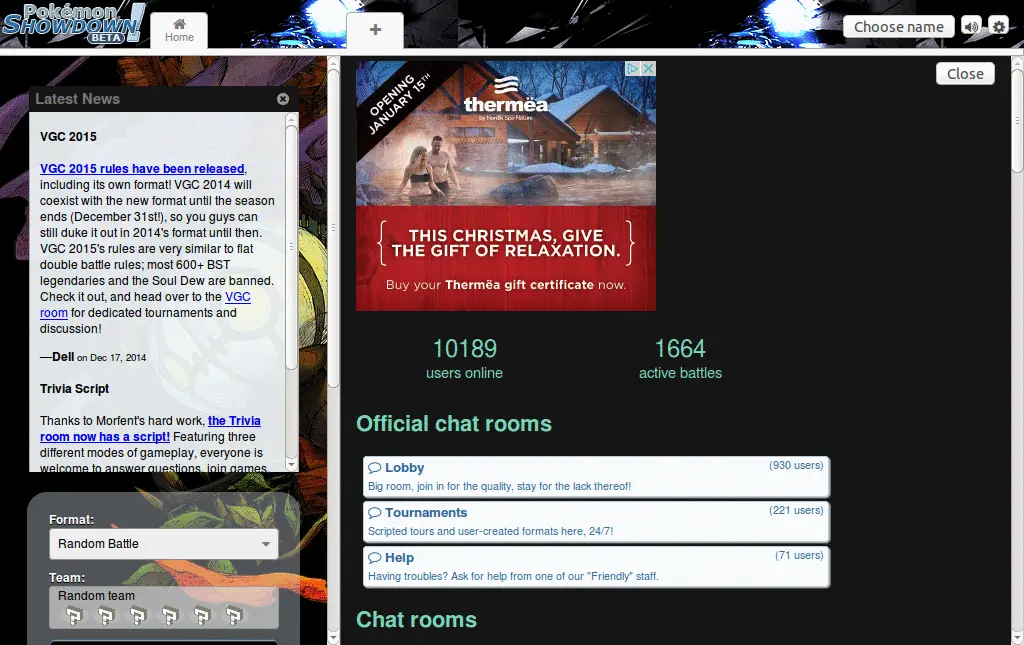 Pokémon
SHOWDOWN!
BETA
Home
+
Choose name
Latest News
VGC 2015
VGC 2015 rules have been released,
including its own format! VGC 2014 will
coexist with the new format until the season
ends (December 31st!), so you guys can
still duke it out in 2014's format until then.
VGC 2015's rules are very similar to flat
double battle rules; most 600+ BST
legendaries and the Soul Dew are banned.
Check it out, and head over to the VGC
room for dedicated tournaments and
discussion!
—Dell on Dec 17, 2014
Trivia Script
Thanks to Morfent's hard work, the Trivia
room now has a script! Featuring three
different modes of gameplay, everyone is
welcome to answer questions, join games
Format:
Random Battle
Team:
Random team
? ? ? ? ? ?
Close
OPENING
JANUARY 15TH
thermëa
by Nordik Spa-Nature
THIS CHRISTMAS, GIVE
THE GIFT OF RELAXATION.
Buy your Thermëa gift certificate now.
10189
users online
1664
active battles
Official chat rooms
Lobby (930 users)
Big room, join in for the quality, stay for the lack thereof!
Tournaments (221 users)
Scripted tours and user-created formats here, 24/7!
Help (71 users)
Having troubles? Ask for help from one of our "Friendly" staff.
Chat rooms